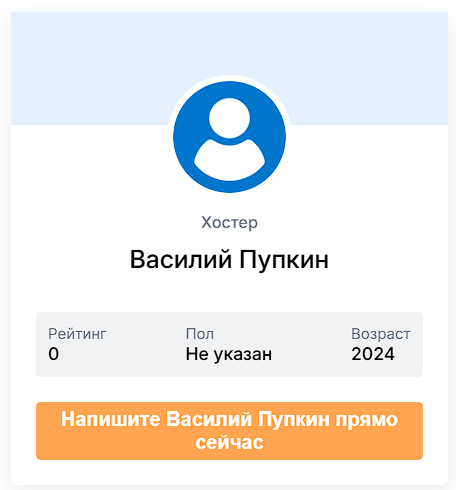 Хостер
Василий Пупкин
Рейтинг Пол Возраст
0 Не указан 2024
Напишите Василий Пупкин прямо
сейчас